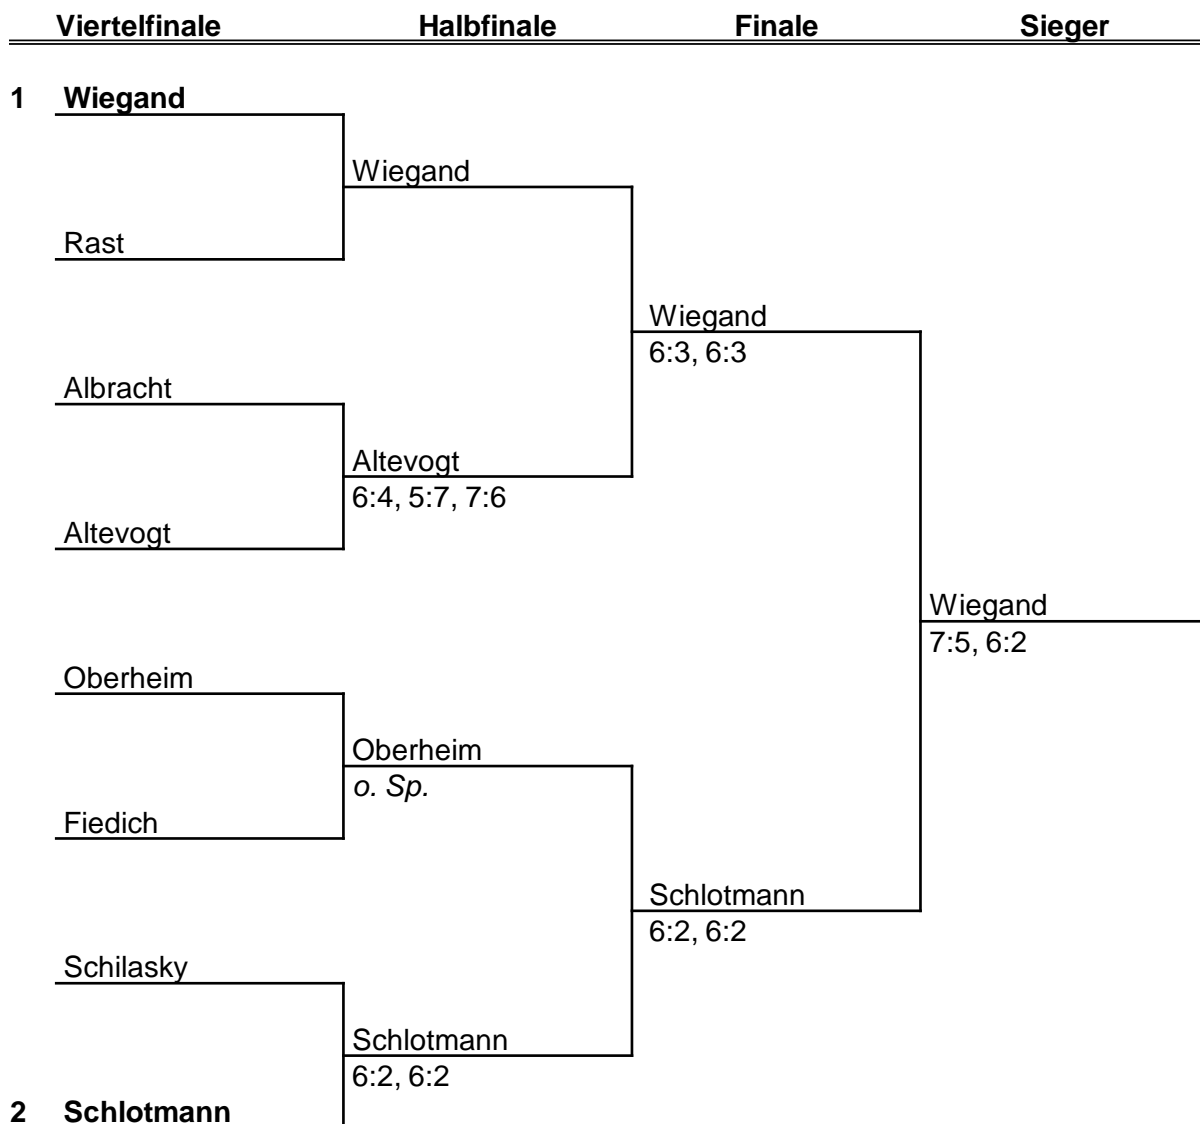 Viertelfinale Halbfinale Finale Sieger
1 Wiegand
Wiegand
Rast
Wiegand
6:3, 6:3
Albracht
Altevogt
6:4, 5:7, 7:6
Altevogt
Wiegand
7:5, 6:2
Oberheim
Oberheim
o. Sp.
Fiedich
Schlotmann
6:2, 6:2
Schilasky
Schlotmann
6:2, 6:2
2 Schlotmann